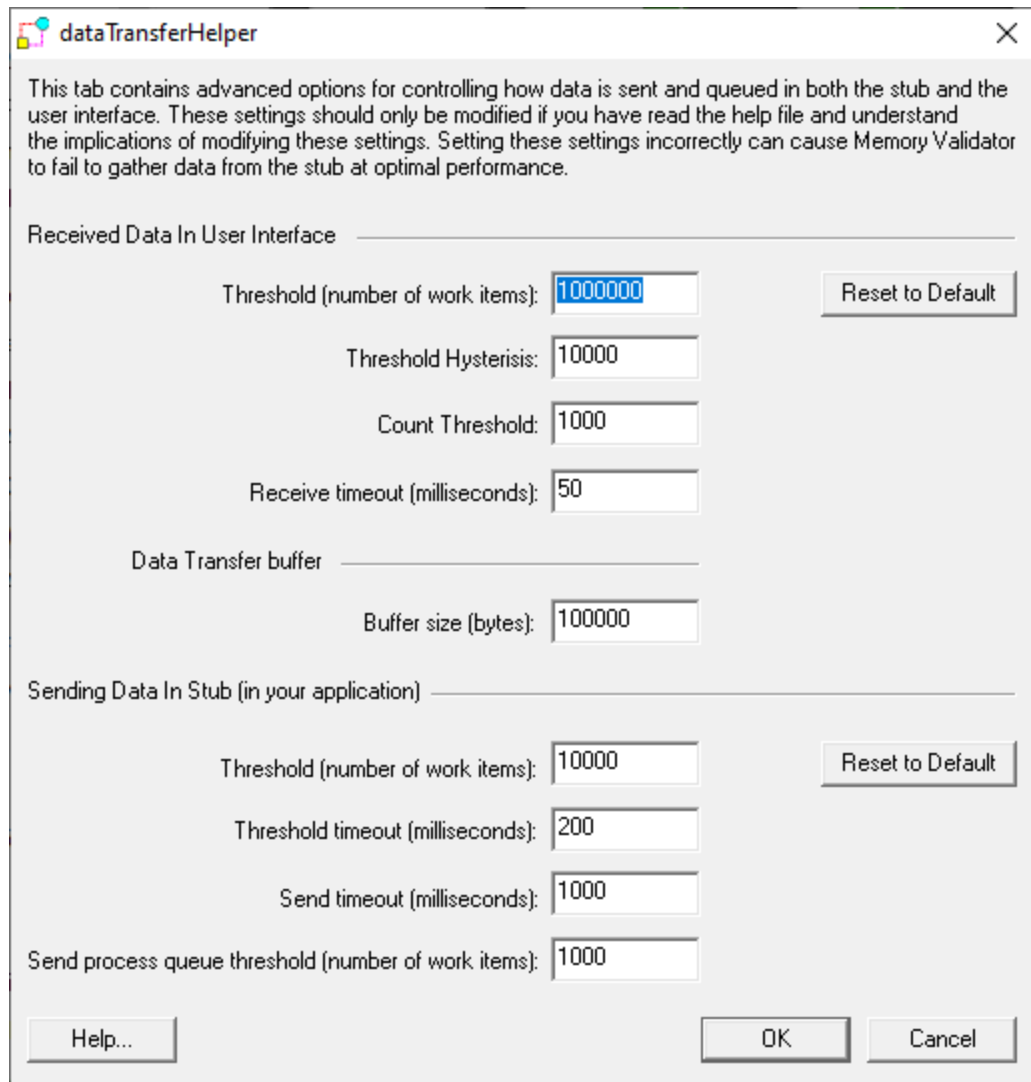 dataTransferHelper
This tab contains advanced options for controlling how data is sent and queued in both the stub and the
user interface. These settings should only be modified if you have read the help file and understand
the implications of modifying these settings. Setting these settings incorrectly can cause Memory Validator
to fail to gather data from the stub at optimal performance.
Received Data In User Interface
Threshold (number of work items): 1000000 Reset to Default
Threshold Hysterisis: 10000
Count Threshold: 1000
Receive timeout (milliseconds): 50
Data Transfer buffer
Buffer size (bytes): 100000
Sending Data In Stub (in your application)
Threshold (number of work items): 10000 Reset to Default
Threshold timeout (milliseconds): 200
Send timeout (milliseconds): 1000
Send process queue threshold (number of work items): 1000
Help... OK Cancel